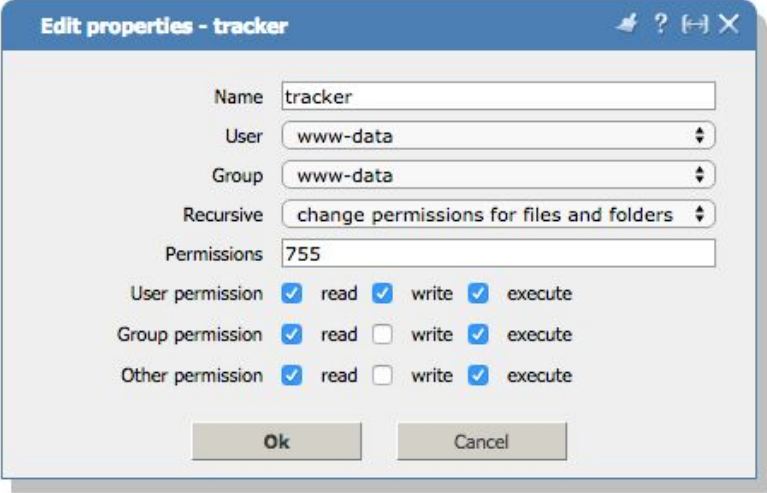 Edit properties - tracker ?
Name tracker
User www-data
Group www-data
Recursive change permissions for files and folders
Permissions 755
User permission read write execute
Group permission read write execute
Other permission read write execute
Ok Cancel